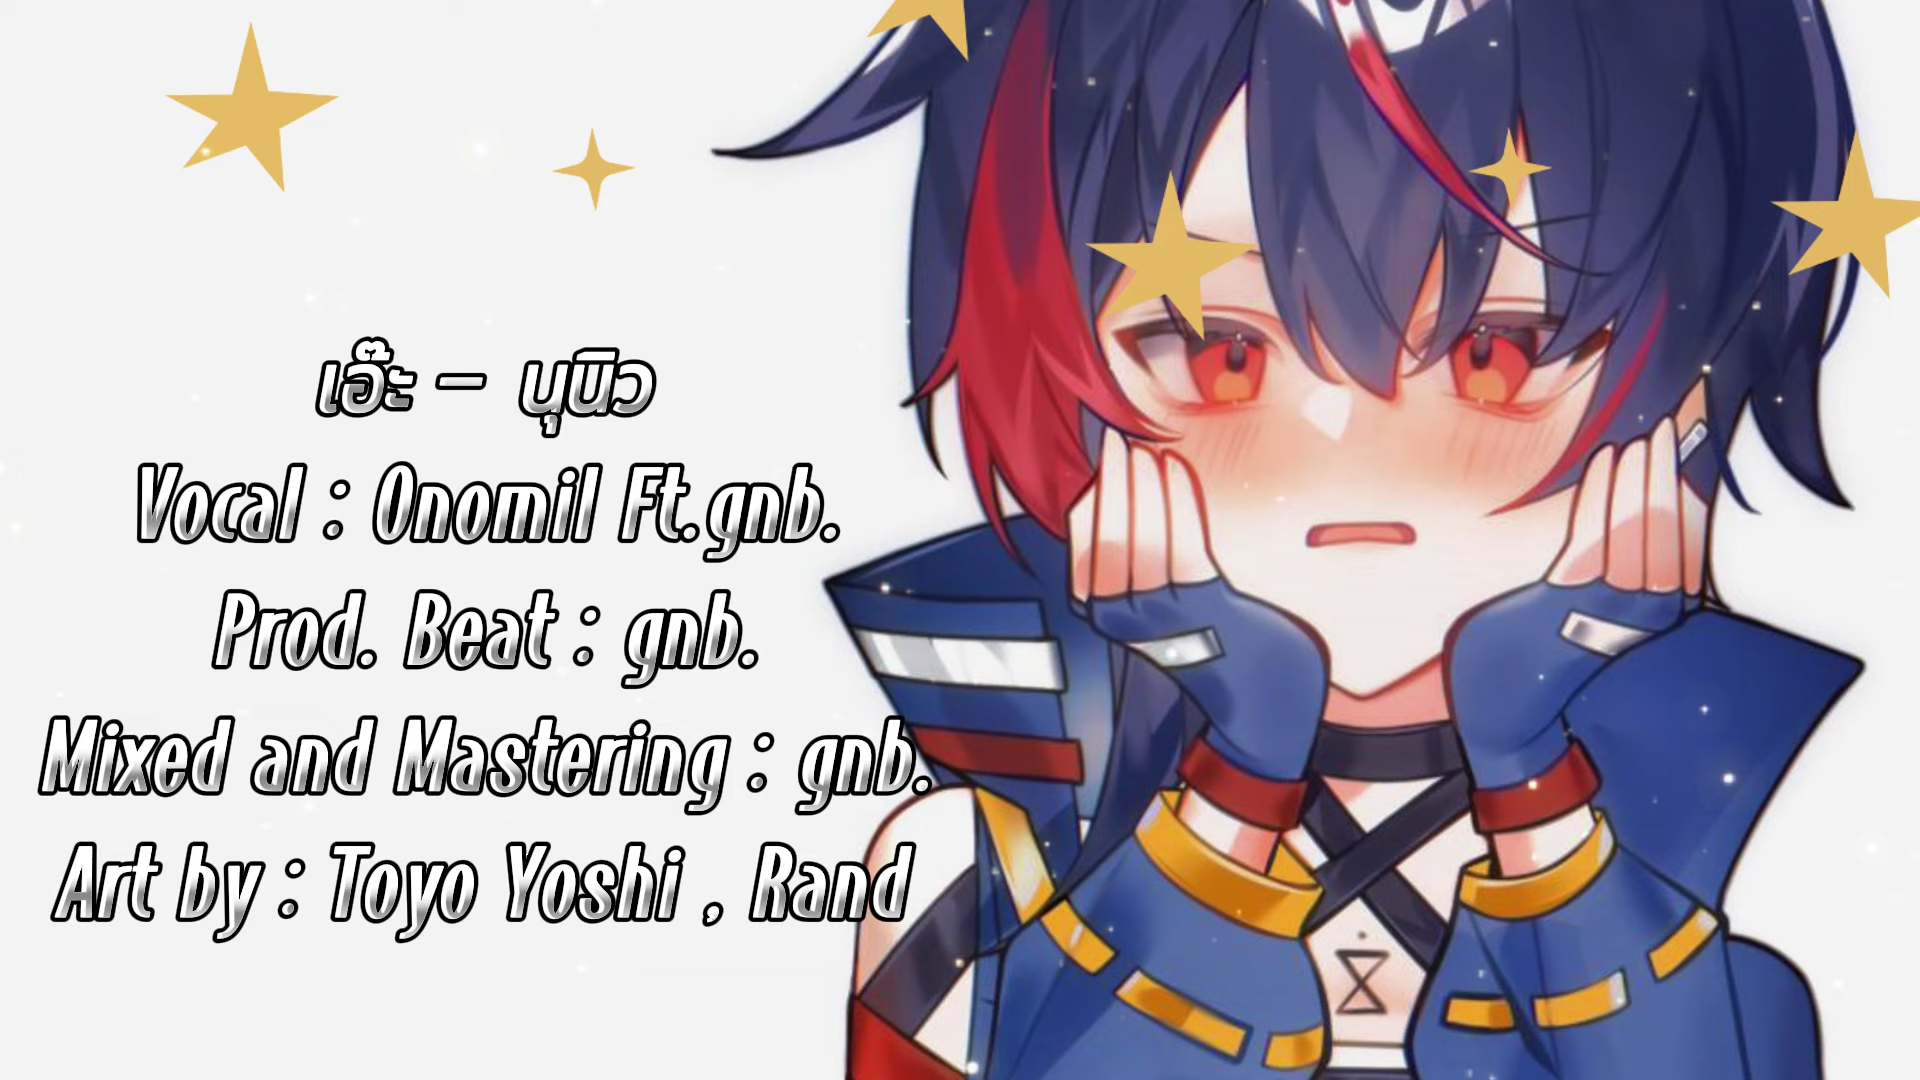 เอ๊ะ - นุนิว
Vocal : Onomil Ft.gnb.
Prod. Beat : gnb.
Mixed and Mastering : gnb.
Art by : Toyo Yoshi , Rand